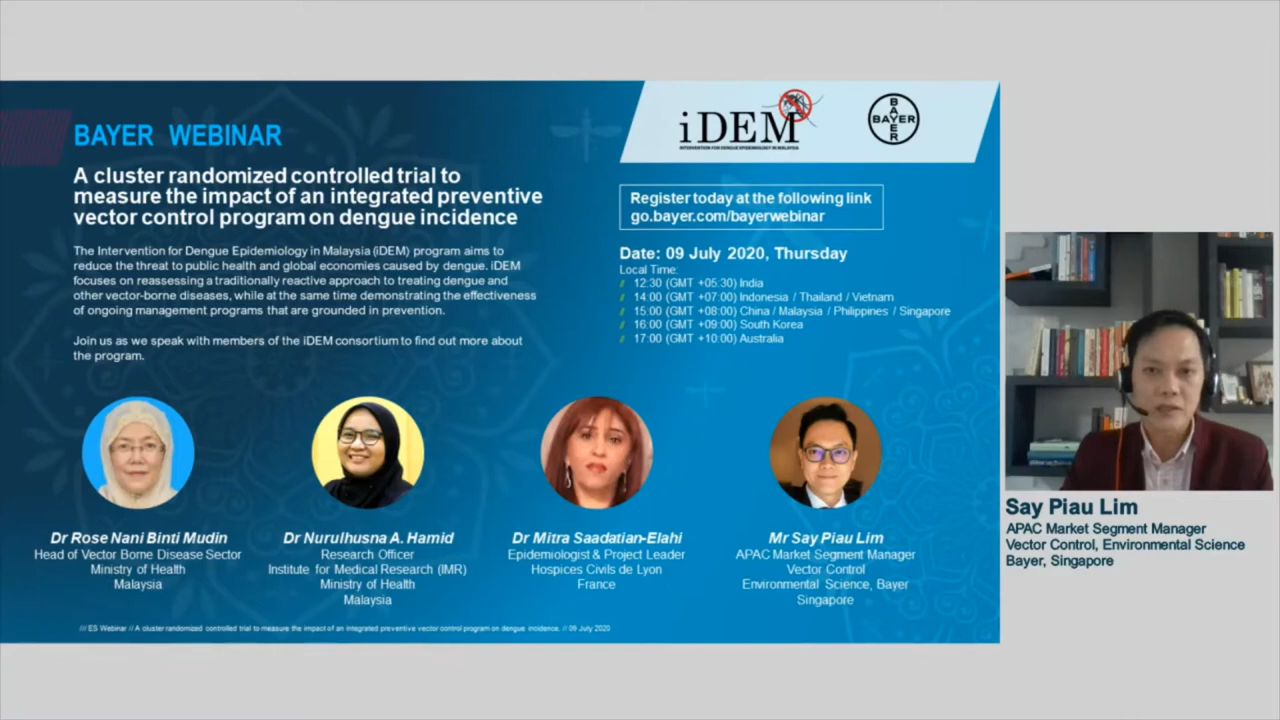 BAYER WEBINAR
A cluster randomized controlled trial to
measure the impact of an integrated preventive
vector control program on dengue incidence
The Intervention for Dengue Epidemiology in Malaysia (iDEM) program aims to
reduce the threat to public health and global economies caused by dengue. iDEM
focuses on reassessing a traditionally reactive approach to treating dengue and
other vector-borne diseases, while at the same time demonstrating the effectiveness
of ongoing management programs that are grounded in prevention.
Join us as we speak with members of the iDEM consortium to find out more about
the program.
iDEM
INTERVENTION FOR DENGUE EPIDEMIOLOGY IN MALAYSIA
BAYER
BAYER
Register today at the following link
go.bayer.com/bayerwebinar
Date: 09 July 2020, Thursday
Local Time:
// 12:30 (GMT +05.30) India
// 14:00 (GMT +07:00) Indonesia / Thailand / Vietnam
// 15:00 (GMT +08:00) China / Malaysia / Philippines / Singapore
// 16:00 (GMT +09:00) South Korea
// 17:00 (GMT +10:00) Australia
Dr Rose Nani Binti Mudin
Head of Vector Borne Disease Sector
Ministry of Health
Malaysia
Dr Nurulhusna A. Hamid
Research Officer
Institute for Medical Research (IMR)
Ministry of Health
Malaysia
Dr Mitra Saadatian-Elahi
Epidemiologist & Project Leader
Hospices Civils de Lyon
France
Mr Say Piau Lim
APAC Market Segment Manager
Vector Control
Environmental Science, Bayer
Singapore
/// ES Webinar // A cluster randomized controlled trial to measure the impact of an integrated preventive vector control program on dengue incidence. // 09 July 2020
Say Piau Lim
APAC Market Segment Manager
Vector Control, Environmental Science
Bayer, Singapore